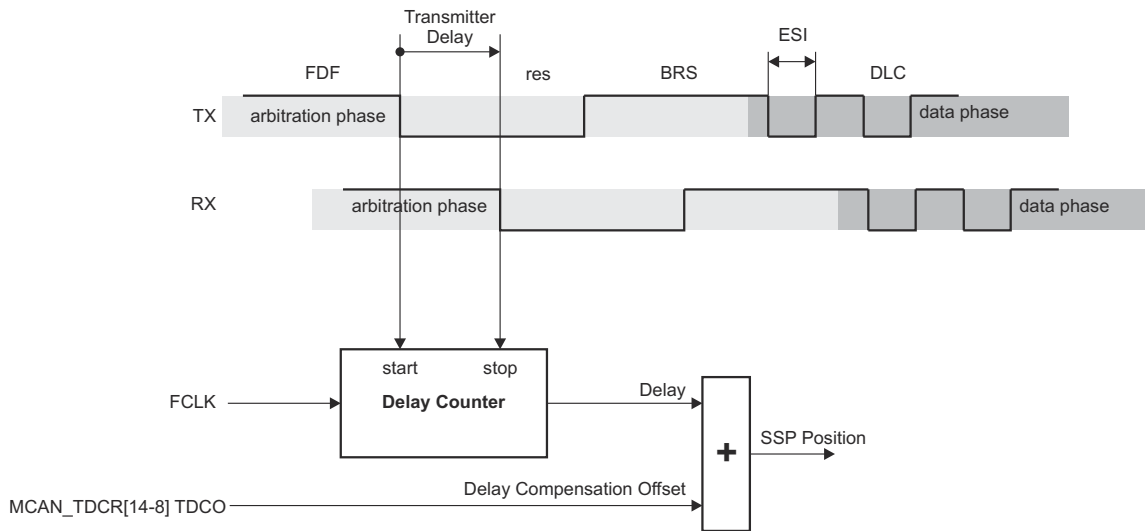 Transmitter
Delay
ESI
FDF
res
BRS
DLC
TX
arbitration phase
data phase
RX
arbitration phase
data phase
start
stop
FCLK
Delay Counter
Delay
+
SSP Position
MCAN_TDCR[14-8] TDCO
Delay Compensation Offset